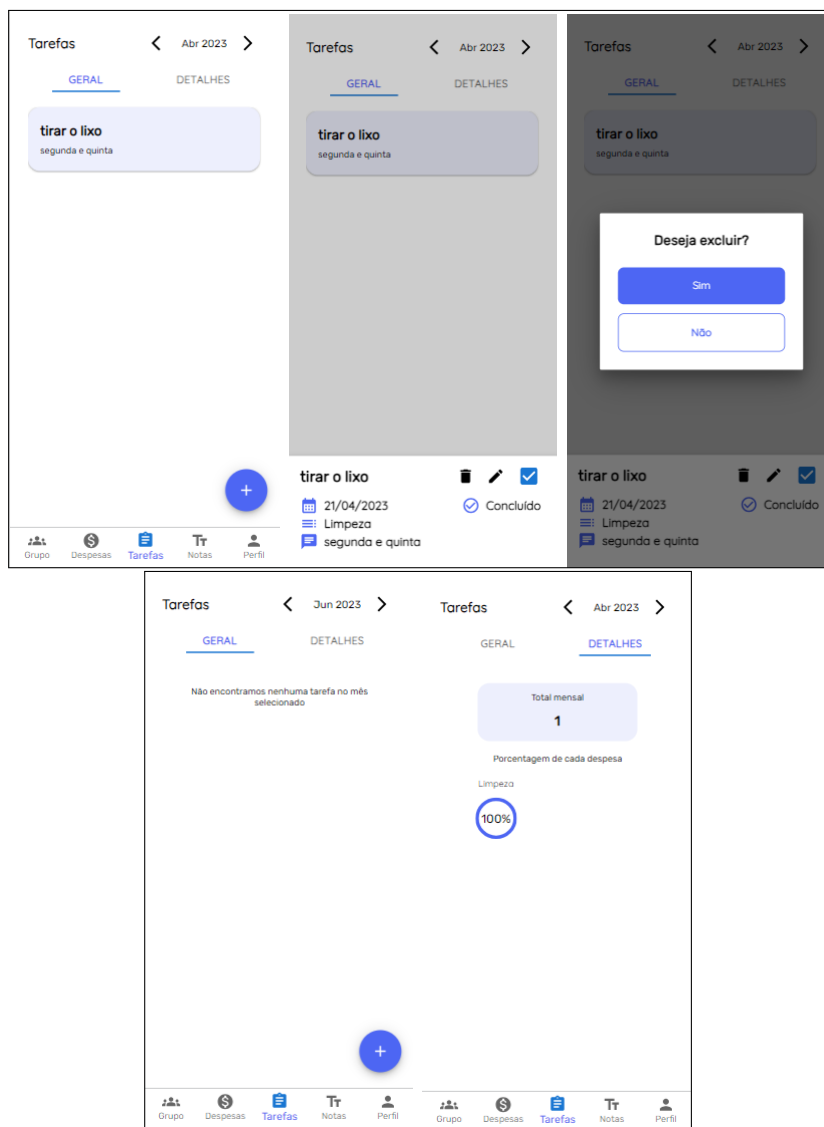 Tarefas Abr 2023
GERAL DETALHES
tirar o lixo
segunda e quinta
+
Grupo Despesas Tarefas Notas Perfil
Tarefas Abr 2023
GERAL DETALHES
tirar o lixo
segunda e quinta
tirar o lixo
21/04/2023 Concluído
Limpeza
segunda e quinta
Tarefas Abr 2023
GERAL DETALHES
tirar o lixo
segunda e quinta
Deseja excluir?
Sim
Não
tirar o lixo
21/04/2023 Concluído
Limpeza
segunda e quinta
Tarefas Jun 2023
GERAL DETALHES
Não encontramos nenhuma tarefa no mês
selecionado
+
Grupo Despesas Tarefas Notas Perfil
Tarefas Abr 2023
GERAL DETALHES
Total mensal
1
Porcentagem de cada despesa
Limpeza
100%
Grupo Despesas Tarefas Notas Perfil